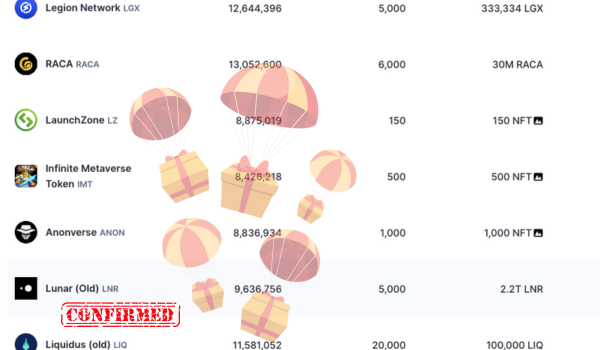 Legion Network LGX 12,644,396 5,000 333,334 LGX
RACA RACA 13,052,600 6,000 30M RACA
LaunchZone LZ 8,875,019 150 150 NFT
Infinite Metaverse
Token IMT 8,426,218 500 500 NFT
Anonverse ANON 8,836,934 1,000 1,000 NFT
Lunar (Old) LNR 9,636,756 5,000 2.2T LNR
CONFIRMED
Liquidus (old) LIQ 11,581,052 20,000 100,000 LIQ